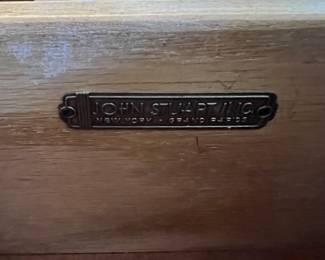 JOHN STUART INC
NEW YORK • GRAND RAPIDS